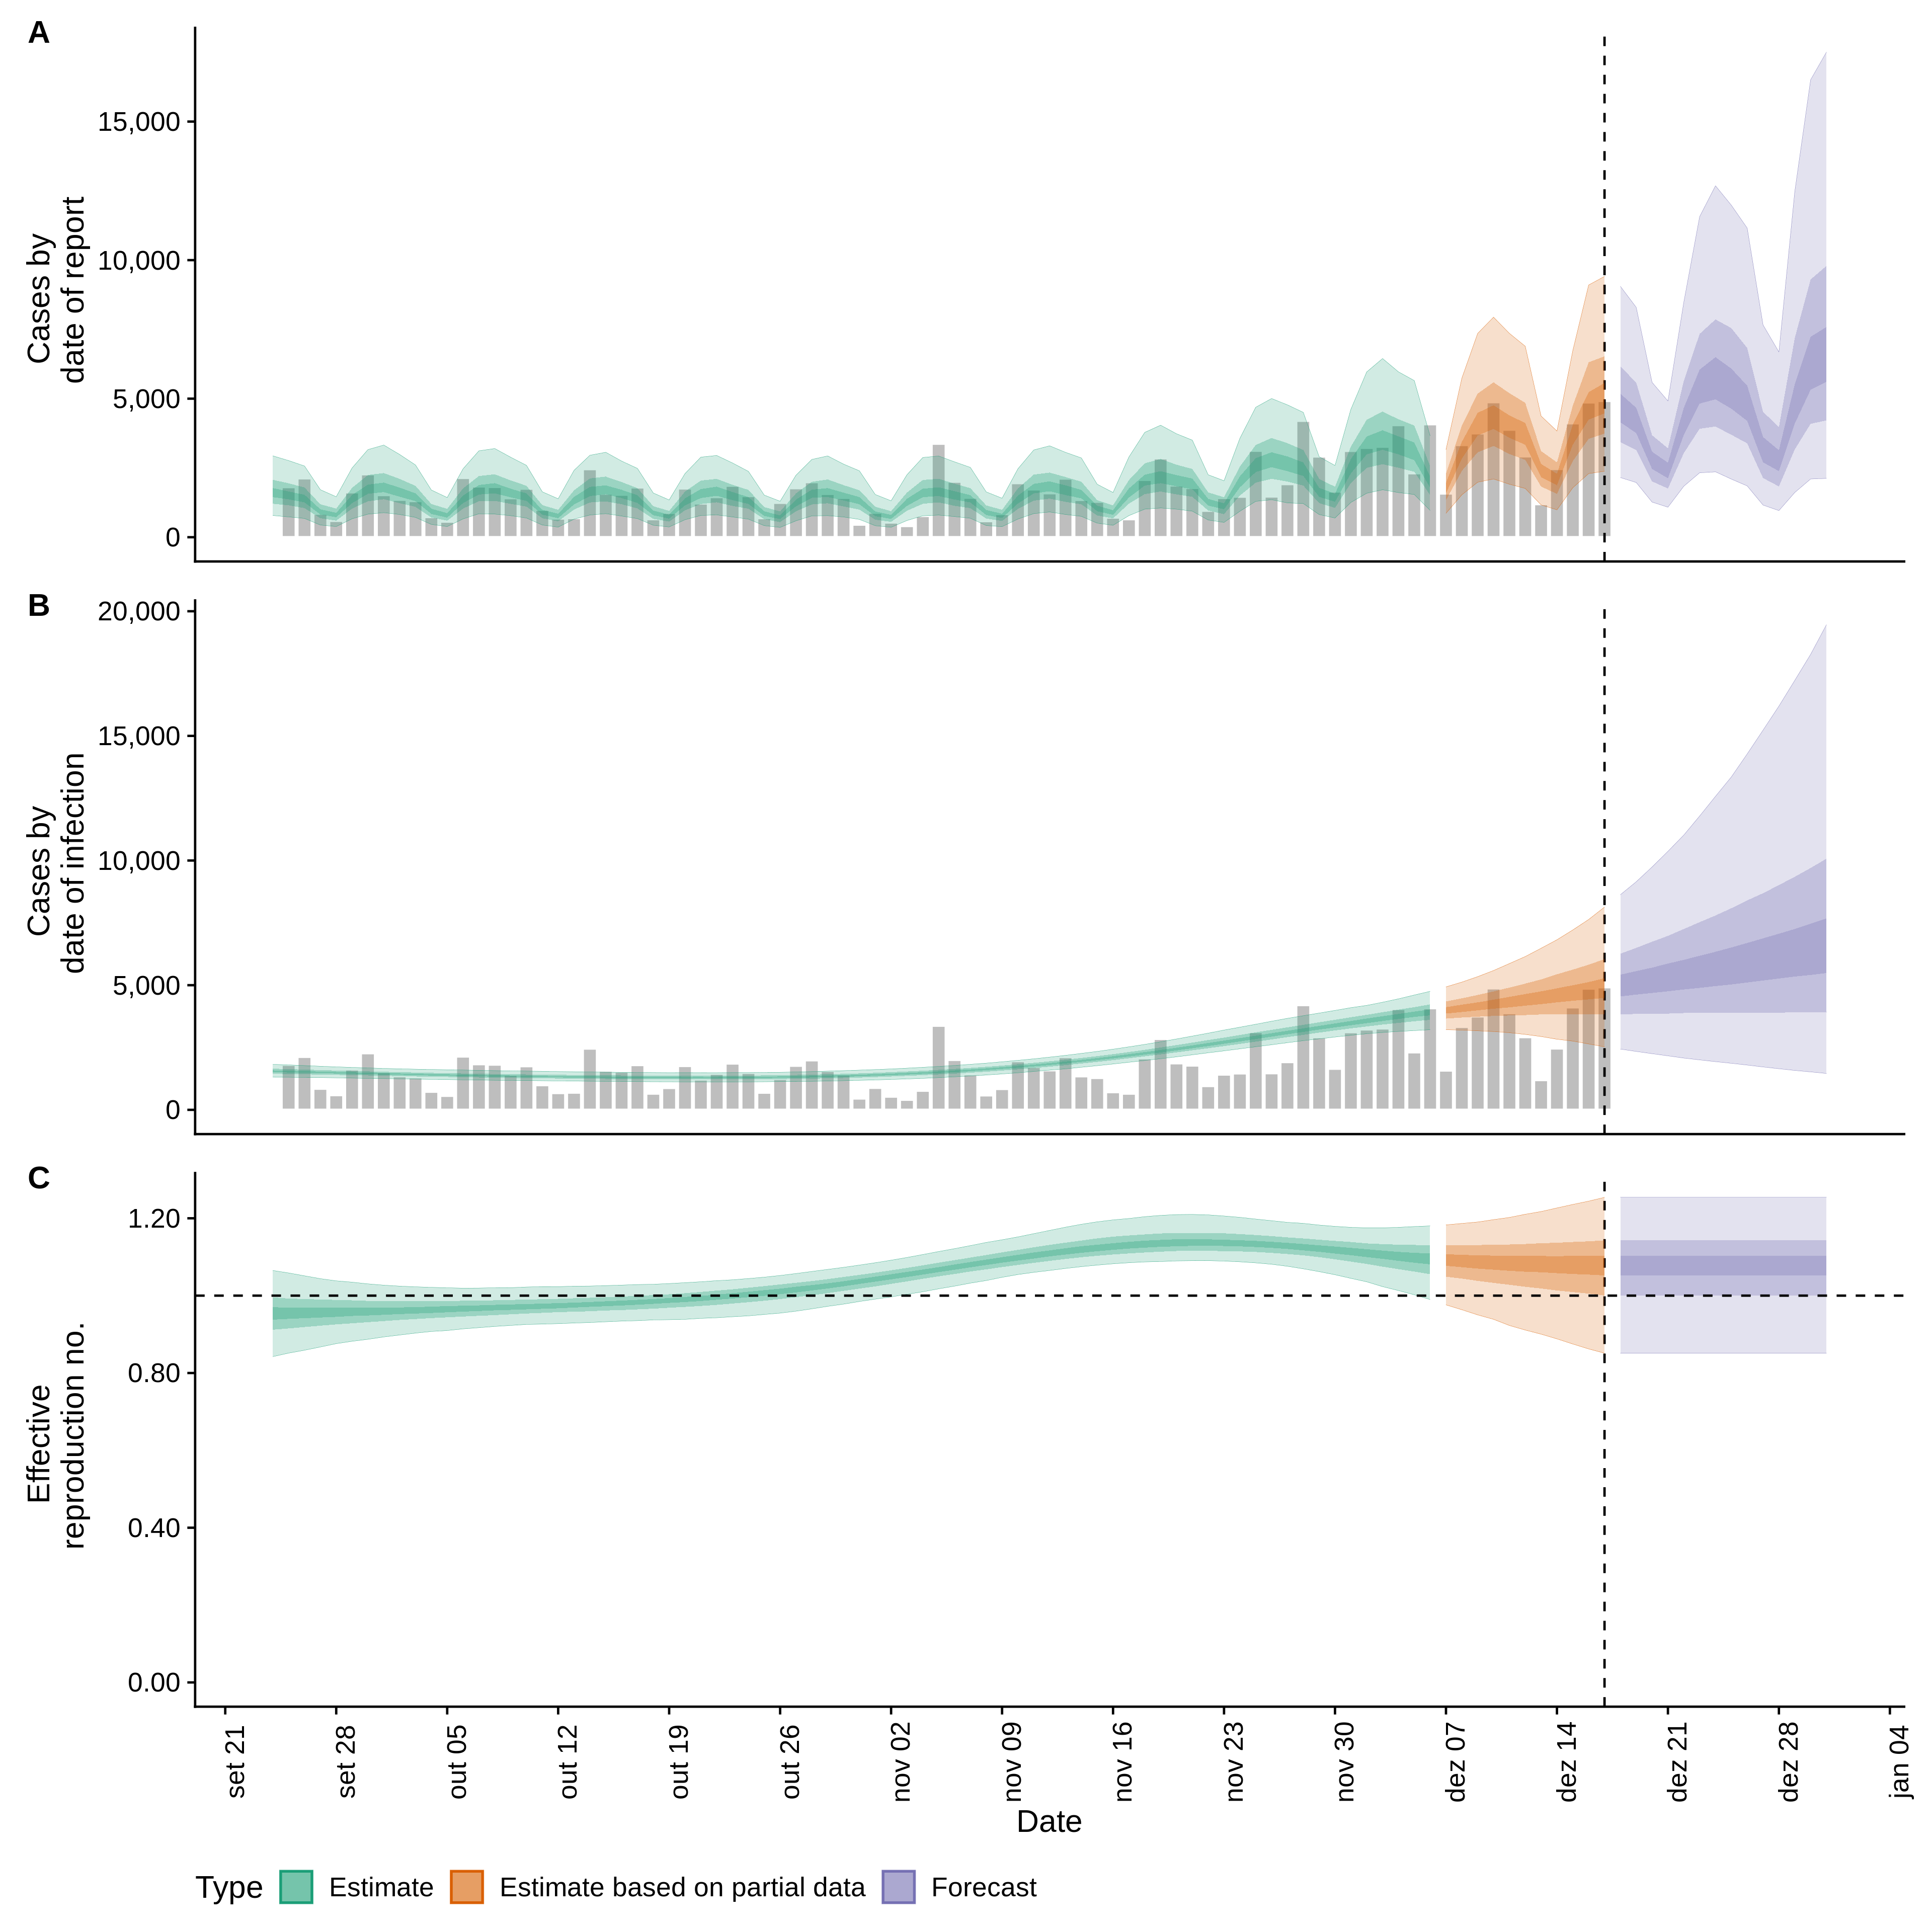 A
Cases by
date of report
15,000
10,000
5,000
0
B
Cases by
date of infection
20,000
15,000
10,000
5,000
0
C
Effective
reproduction no.
1.20
0.80
0.40
0.00
set 21
set 28
out 05
out 12
out 19
out 26
nov 02
nov 09
nov 16
nov 23
nov 30
dez 07
dez 14
dez 21
dez 28
jan 04
Date
Type
Estimate
Estimate based on partial data
Forecast